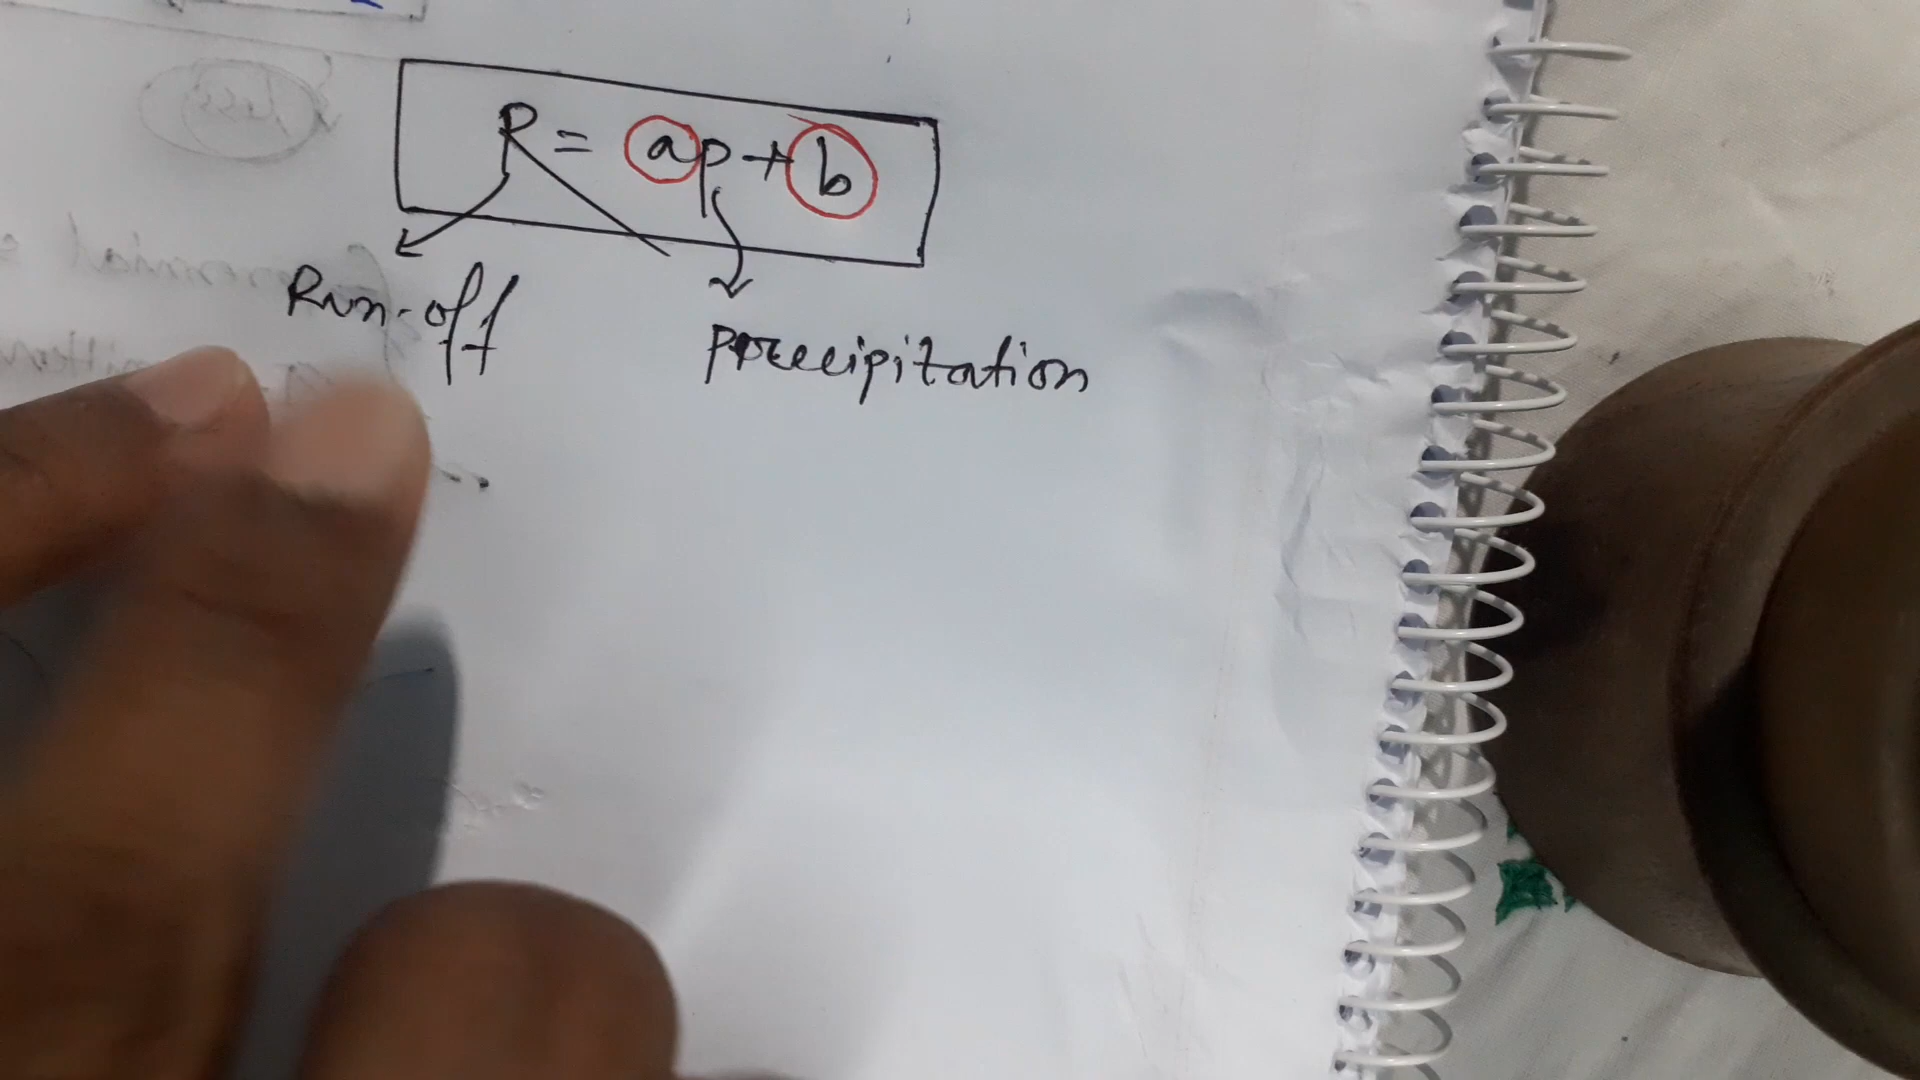 R = ap + b
Run-off
precipitation